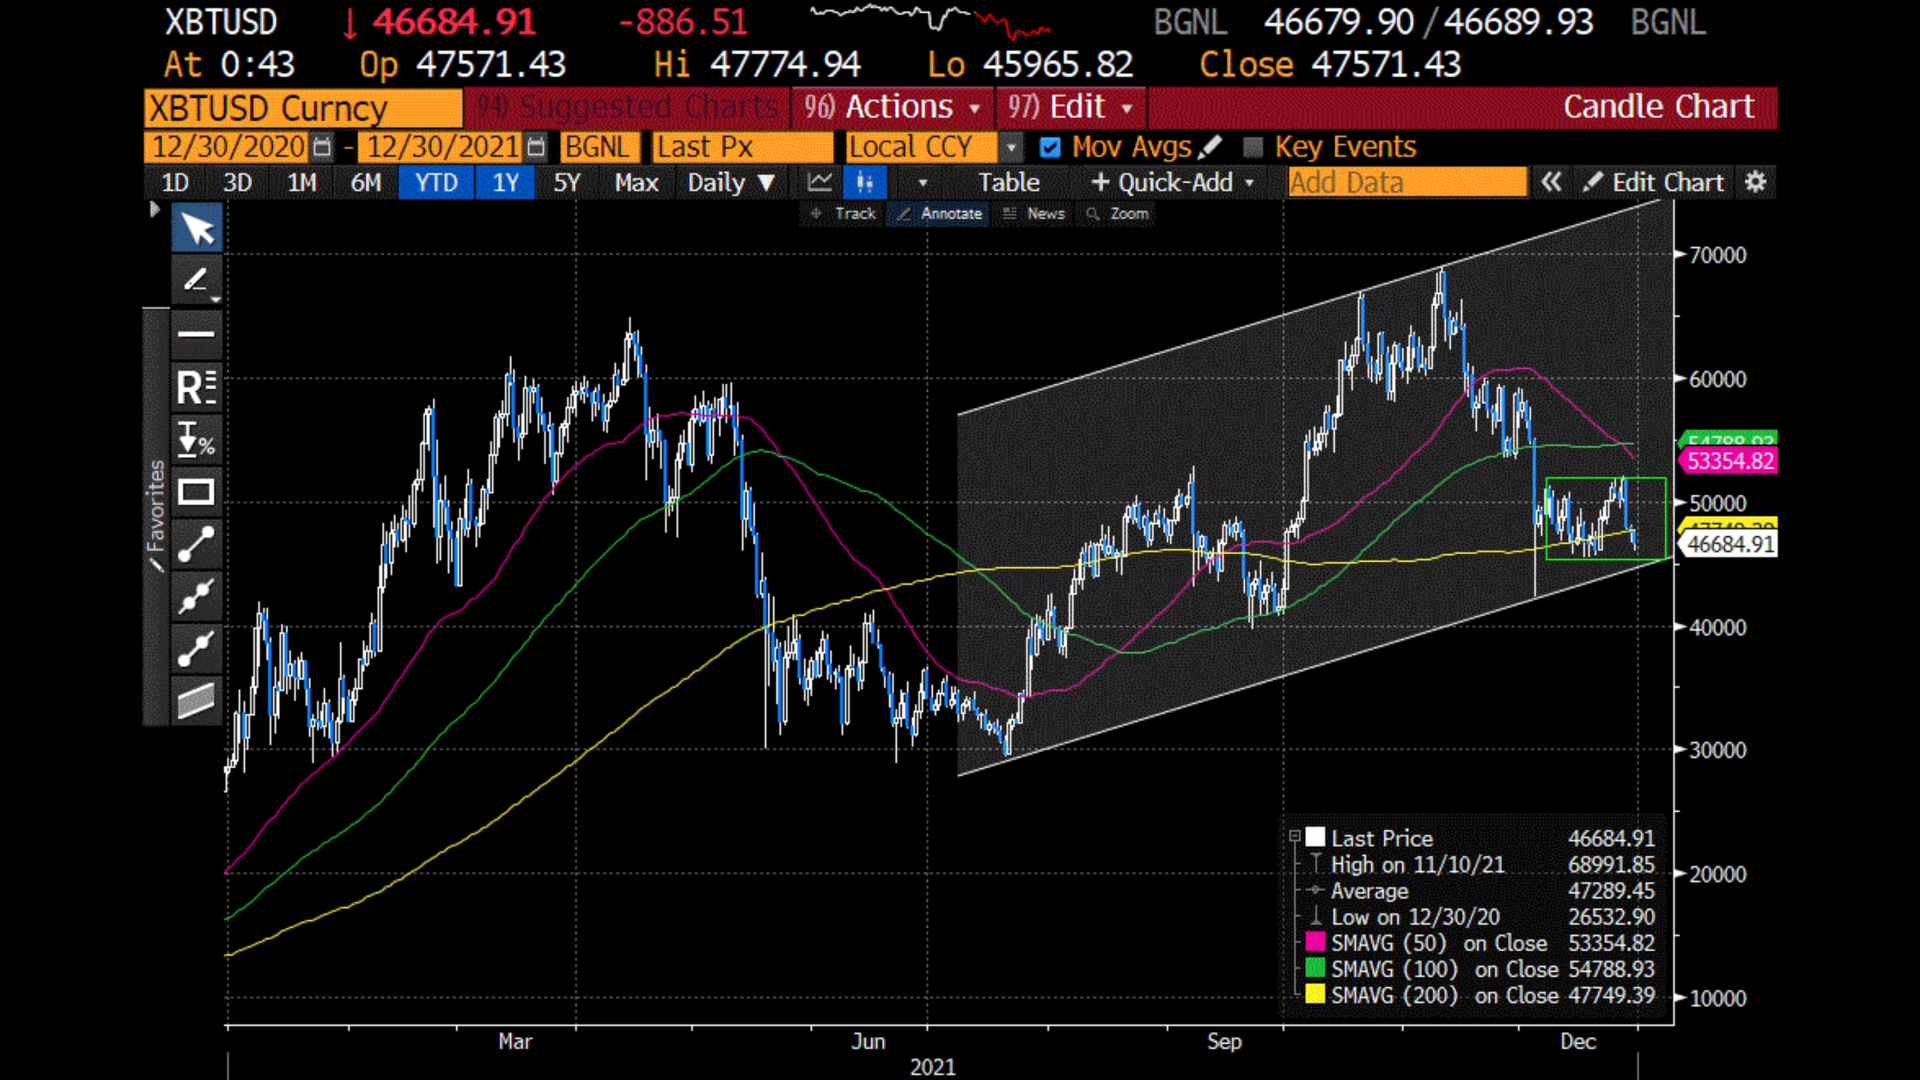 XBTUSD ↓ 46684.91 -886.51 BGNL 46679.90 / 46689.93 BGNL
At 0:43 Op 47571.43 Hi 47774.94 Lo 45965.82 Close 47571.43
XBTUSD Curncy 94) Suggested Charts 96) Actions 97) Edit Candle Chart
12/30/2020 - 12/30/2021 BGNL Last Px Local CCY Mov Avgs Key Events
1D 3D 1M 6M YTD 1Y 5Y Max Daily ▼ Table + Quick-Add Add Data « Edit Chart
Track Annotate News Zoom
R
%
Favorites
70000
60000
54788.93
53354.82
50000
47749.39
46684.91
40000
30000
20000
10000
Last Price 46684.91
High on 11/10/21 68991.85
Average 47289.45
Low on 12/30/20 26532.90
SMAVG (50) on Close 53354.82
SMAVG (100) on Close 54788.93
SMAVG (200) on Close 47749.39
Mar Jun Sep Dec
2021